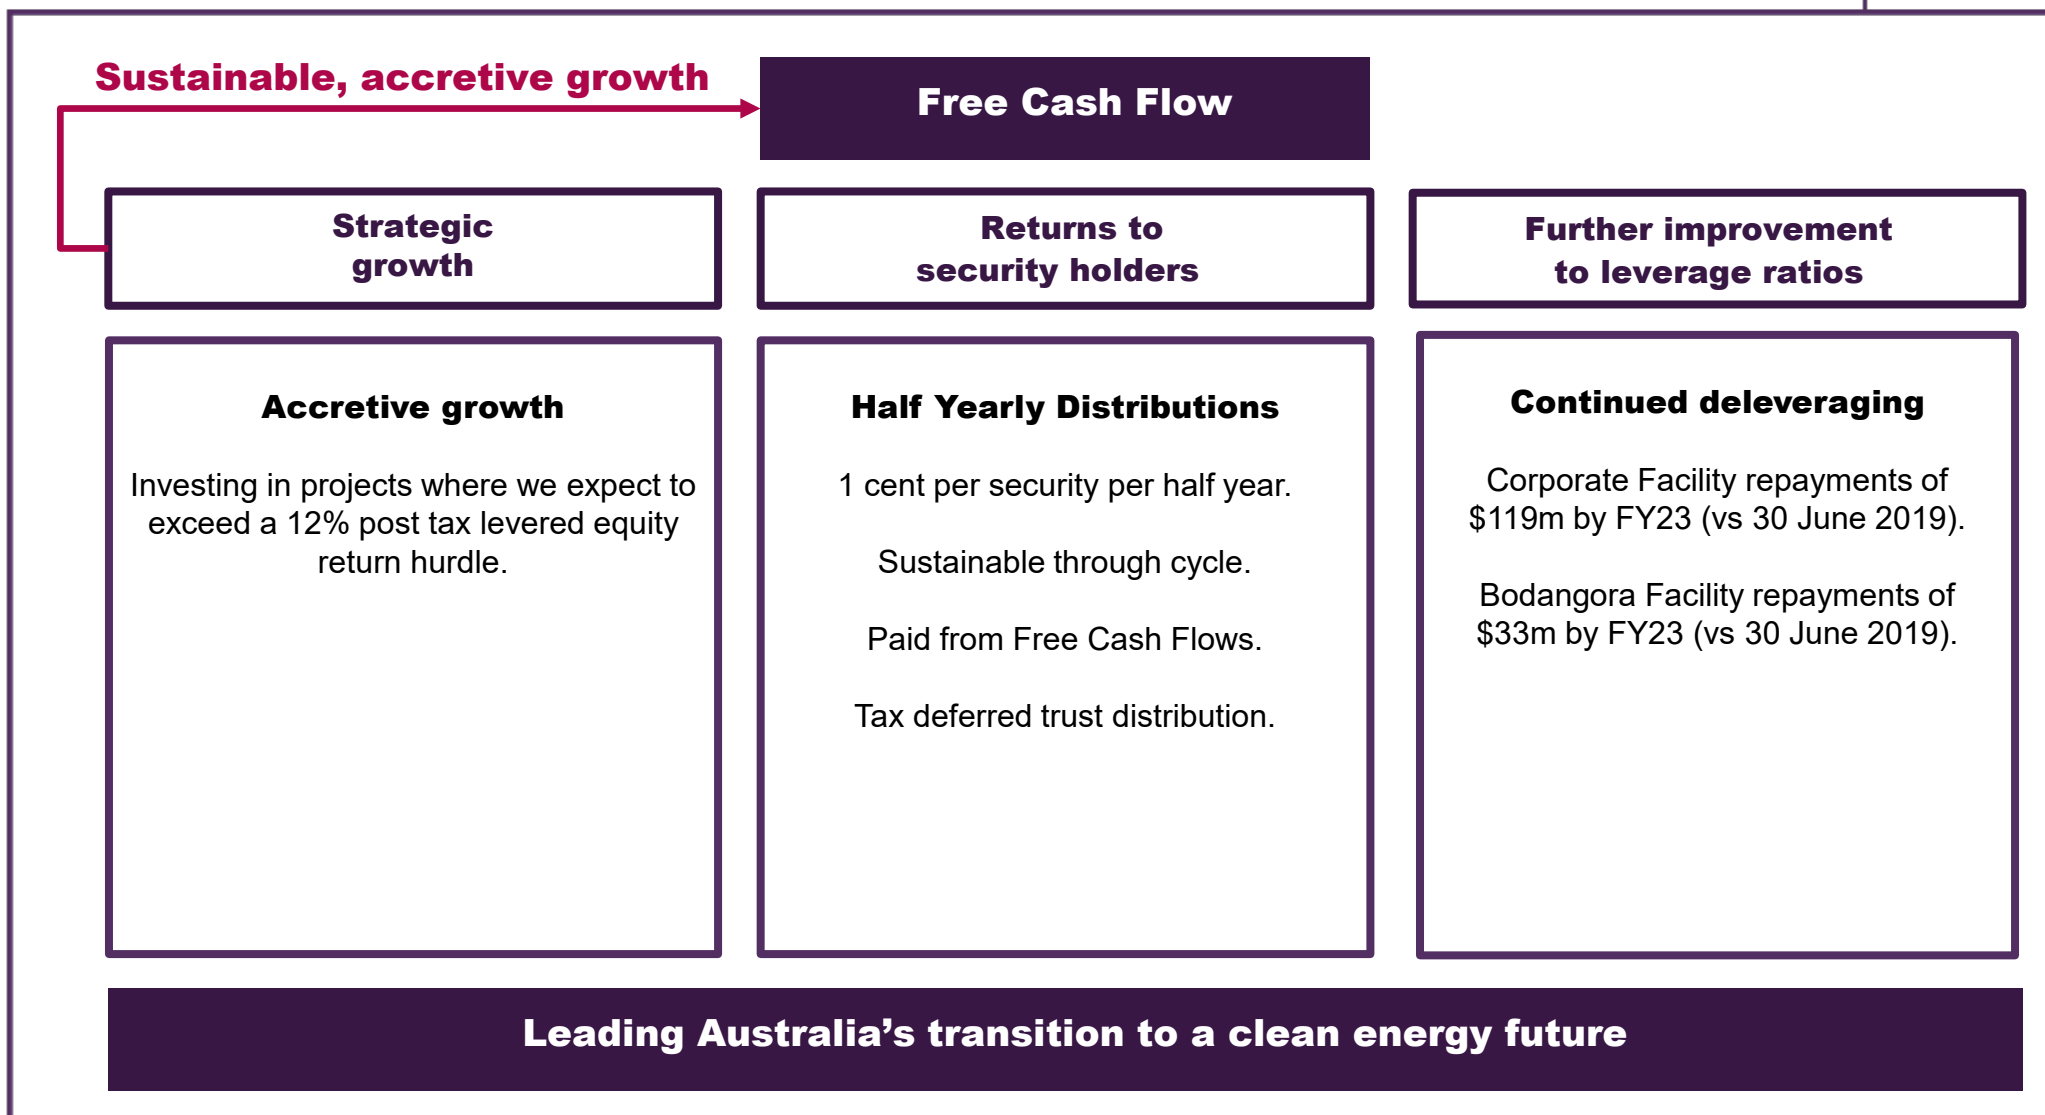 Sustainable, accretive growth
Free Cash Flow
Strategic
growth
Returns to
security holders
Further improvement
to leverage ratios
Accretive growth
Investing in projects where we expect to
exceed a 12% post tax levered equity
return hurdle.
Half Yearly Distributions
1 cent per security per half year.
Sustainable through cycle.
Paid from Free Cash Flows.
Tax deferred trust distribution.
Continued deleveraging
Corporate Facility repayments of
$119m by FY23 (vs 30 June 2019).
Bodangora Facility repayments of
$33m by FY23 (vs 30 June 2019).
Leading Australia’s transition to a clean energy future